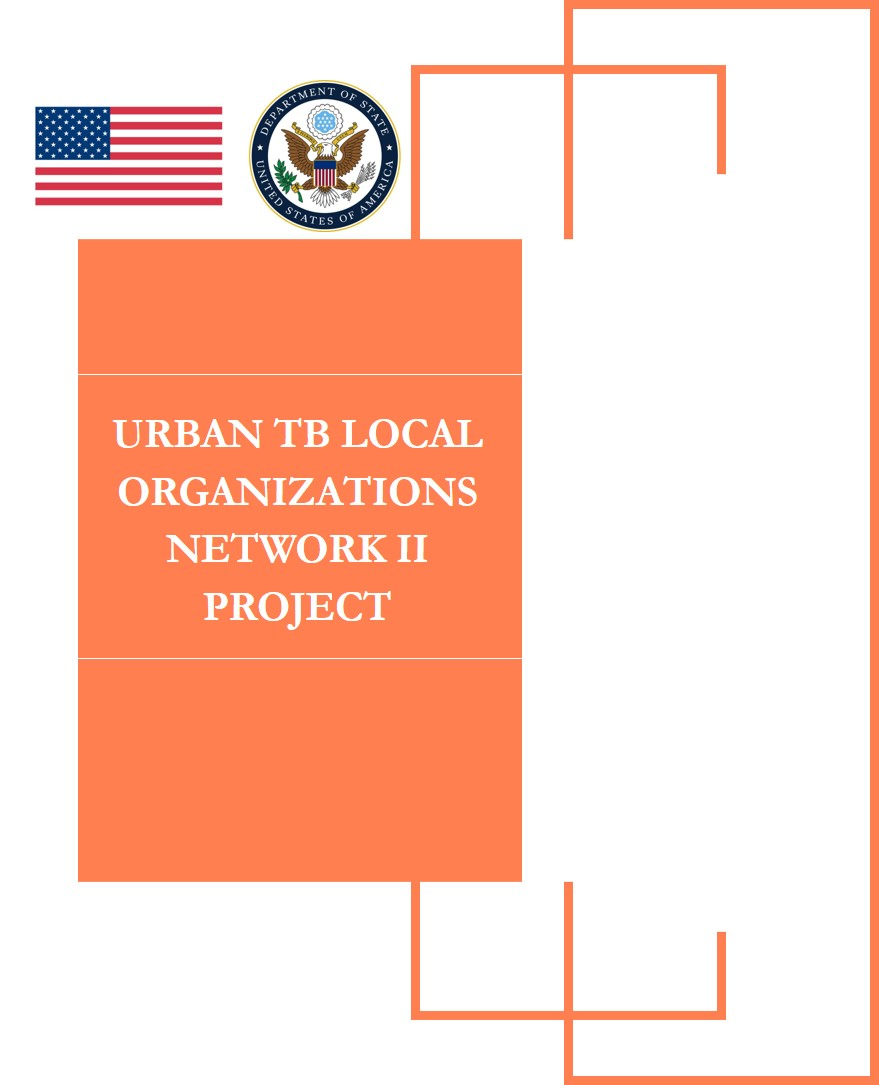 DEPARTMENT OF STATE
UNITED STATES OF AMERICA
URBAN TB LOCAL
ORGANIZATIONS
NETWORK II
PROJECT